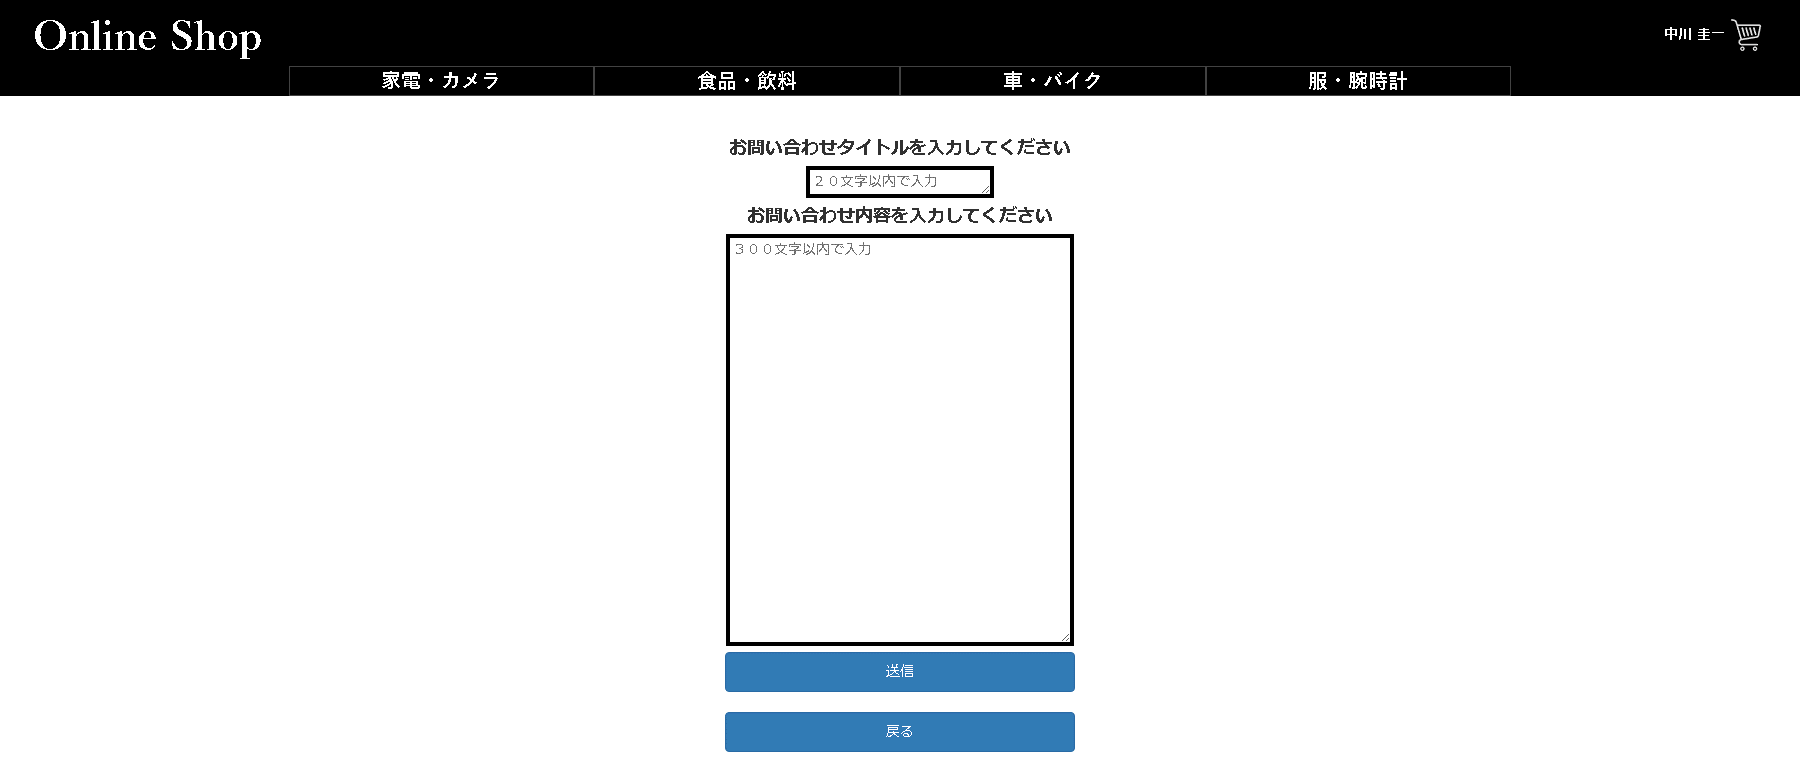 Online Shop
中川 圭一
家電・カメラ
食品・飲料
車・バイク
服・腕時計
お問い合わせタイトルを入力してください
２０文字以内で入力
お問い合わせ内容を入力してください
３００文字以内で入力
送信
戻る